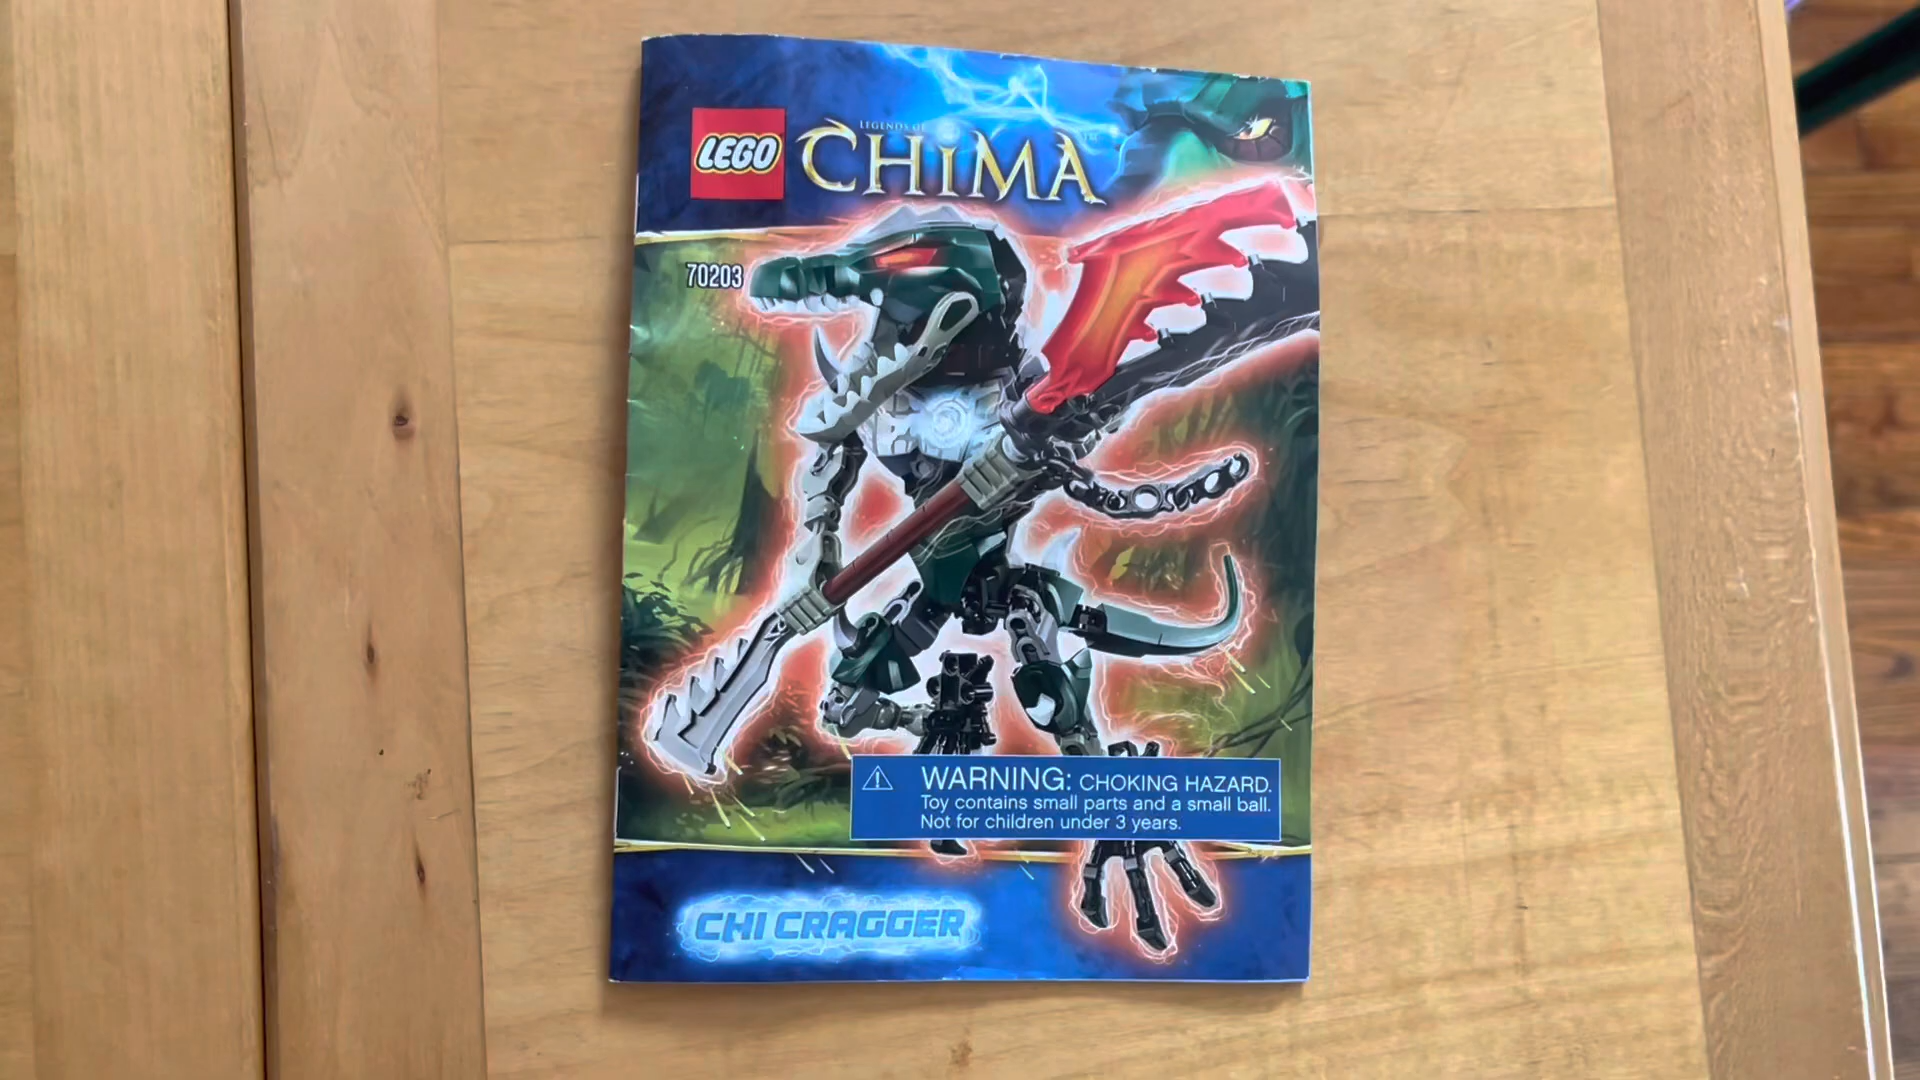 LEGO
LEGENDS OF
CHiMA™
70203
WARNING: CHOKING HAZARD.
Toy contains small parts and a small ball.
Not for children under 3 years.
CHI CRAGGER